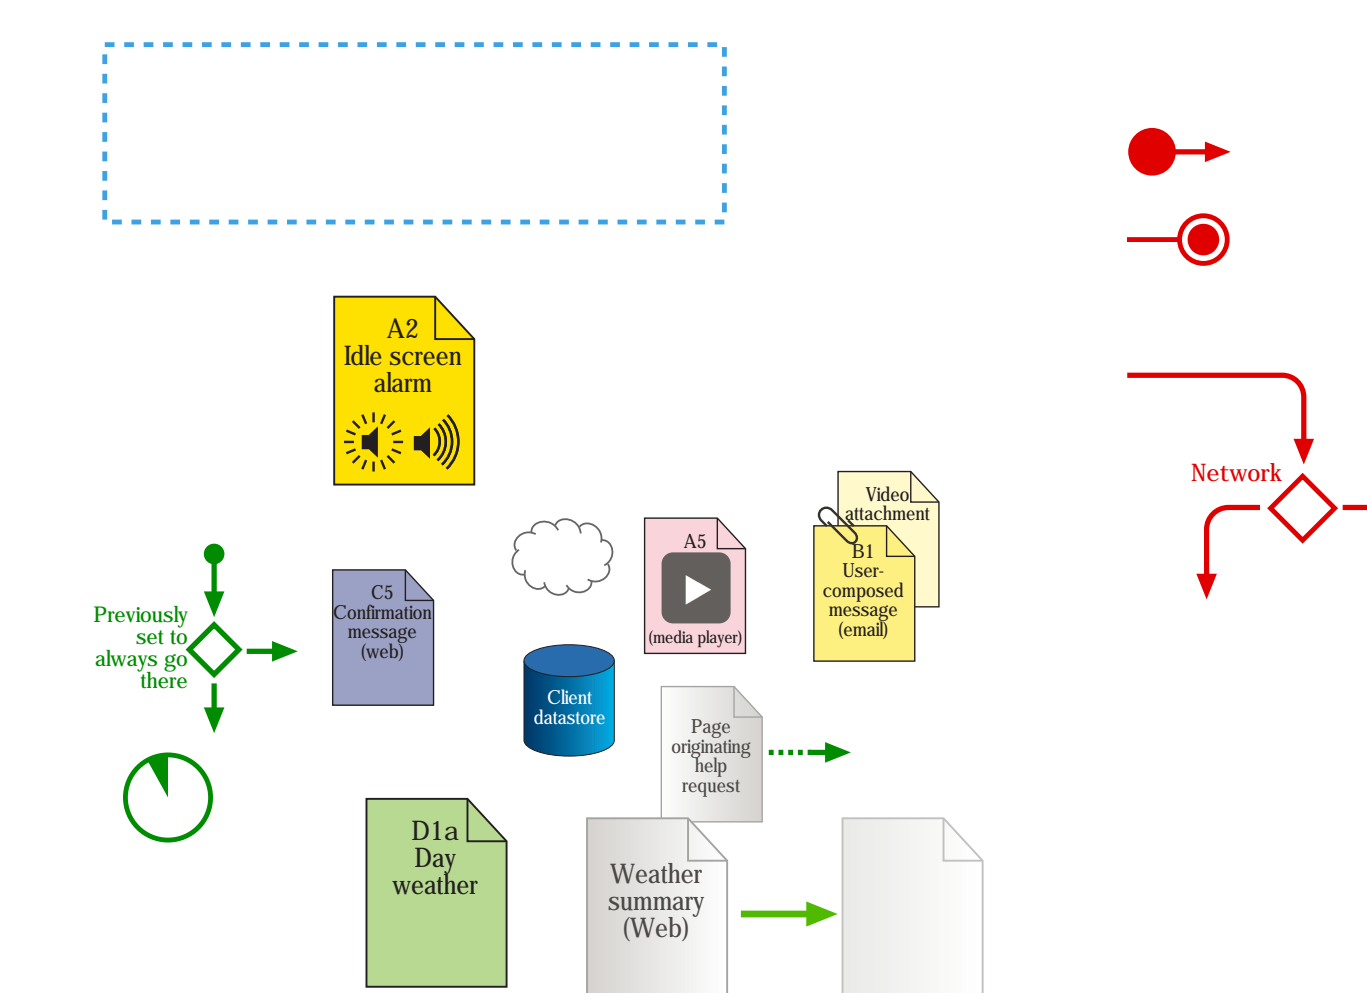 A2
Idle screen
alarm
Network
Video
attachment
B1
User-
composed
message
(email)
A5
(media player)
C5
Confirmation
message
(web)
Previously
set to
always go
there
Client
datastore
Page
originating
help
request
D1a
Day
weather
Weather
summary
(Web)